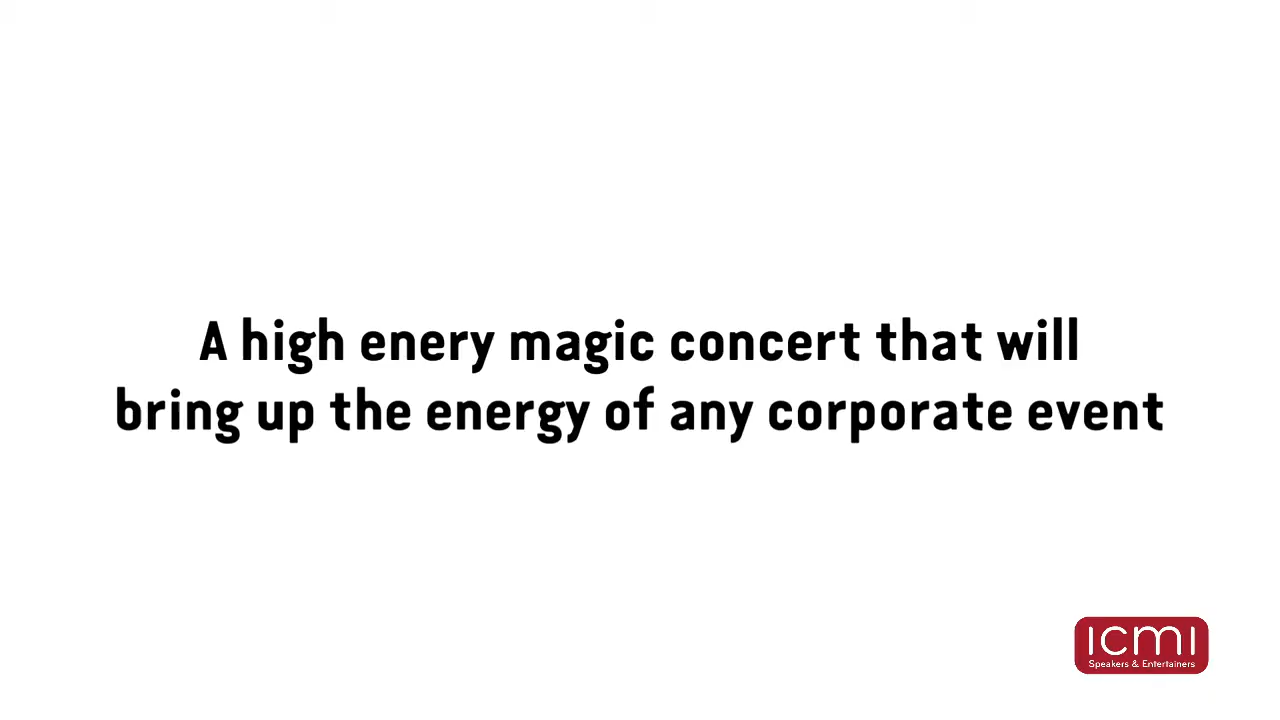 A high enery magic concert that will
bring up the energy of any corporate event
ICMI
Speakers & Entertainers